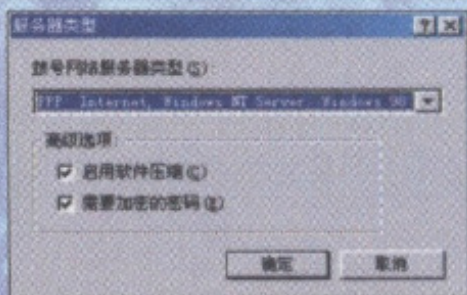 服务器类型
拨号网络服务器类型(S):
PPP: Internet, Windows NT Server, Windows 98
高级选项:
启用软件压缩(C)
需要加密的密码(E)
确定
取消